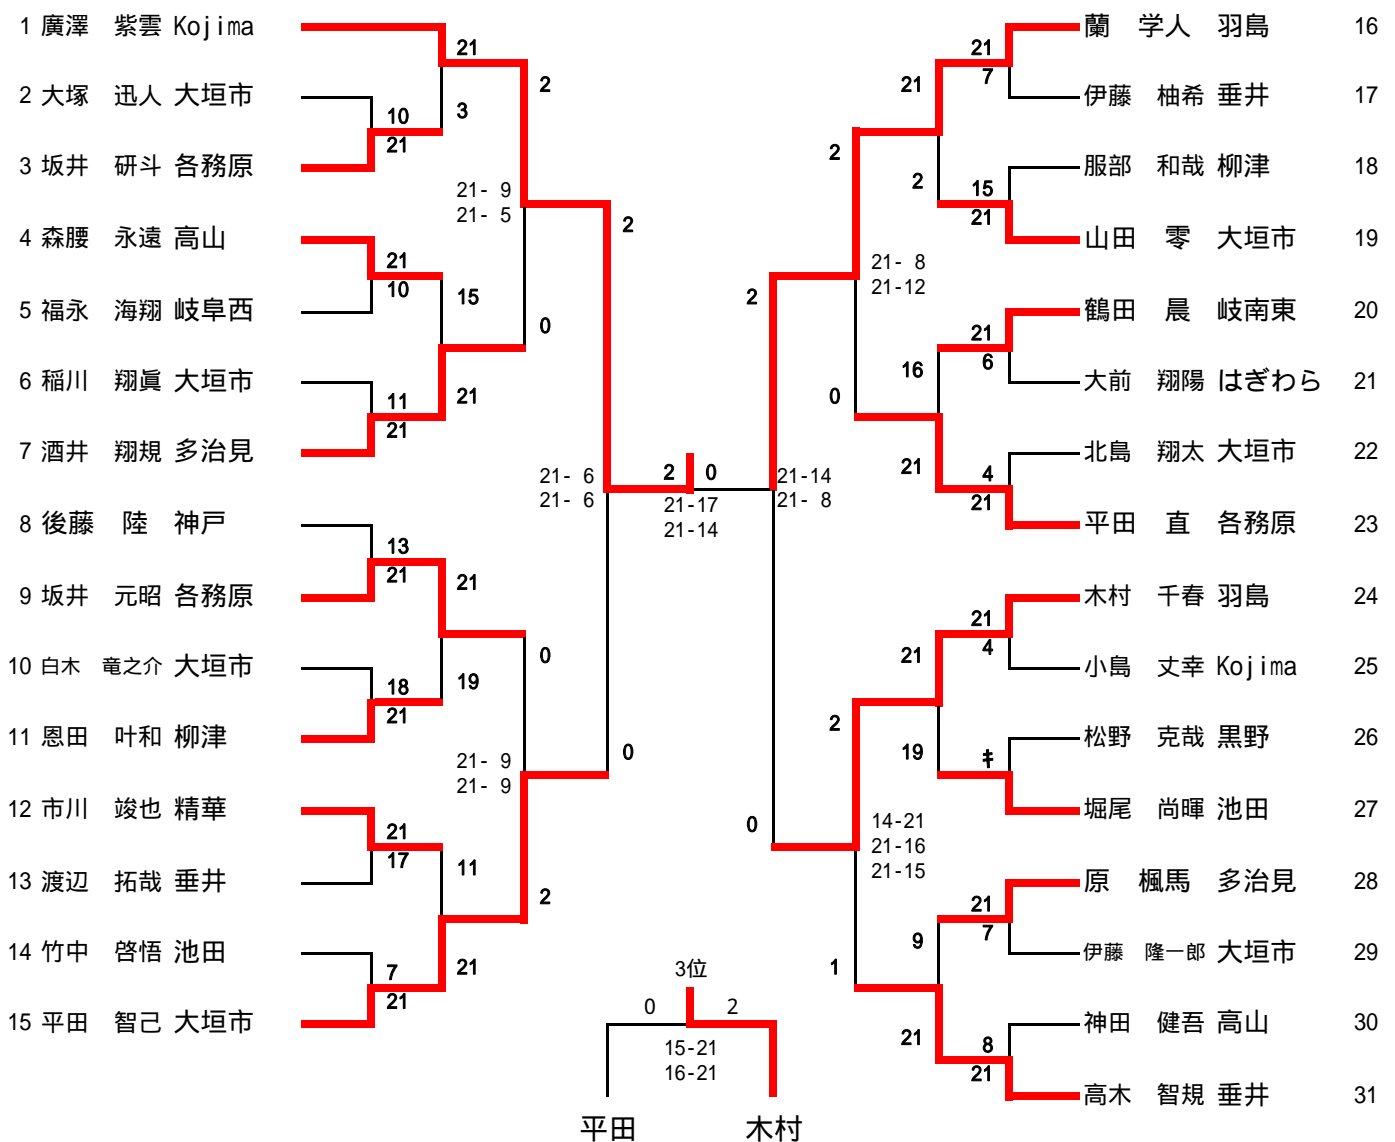 1 廣澤　紫雲 Kojima
2 大塚　迅人 大垣市
3 坂井　研斗 各務原
4 森腰　永遠 高山
5 福永　海翔 岐阜西
6 稲川　翔眞 大垣市
7 酒井　翔規 多治見
8 後藤　陸 神戸
9 坂井　元昭 各務原
10 白木　竜之介 大垣市
11 恩田　叶和 柳津
12 市川　竣也 精華
13 渡辺　拓哉 垂井
14 竹中　啓悟 池田
15 平田　智己 大垣市
10
21
21
10
11
21
13
21
18
21
21
17
7
21
21
3
15
21
21
19
11
21
2
21- 9
21- 5
0
0
21- 9
21- 9
2
2
21- 6
21- 6
0
2 0
21-17
21-14
2
21-14
21- 8
0
2
21- 8
21-12
0
2
14-21
21-16
21-15
1
21
2
16
21
21
19
9
21
21
7
15
21
21
6
4
21
21
4
キ
21
7
8
21
蘭　学人 羽島 16
伊藤　柚希 垂井 17
服部　和哉 柳津 18
山田　零 大垣市 19
鶴田　晨 岐南東 20
大前　翔陽 はぎわら 21
北島　翔太 大垣市 22
平田　直 各務原 23
木村　千春 羽島 24
小島　丈幸 Kojima 25
松野　克哉 黒野 26
堀尾　尚暉 池田 27
原　楓馬 多治見 28
伊藤　隆一郎 大垣市 29
神田　健吾 高山 30
高木　智規 垂井 31
3位
0 2
15-21
16-21
平田 木村